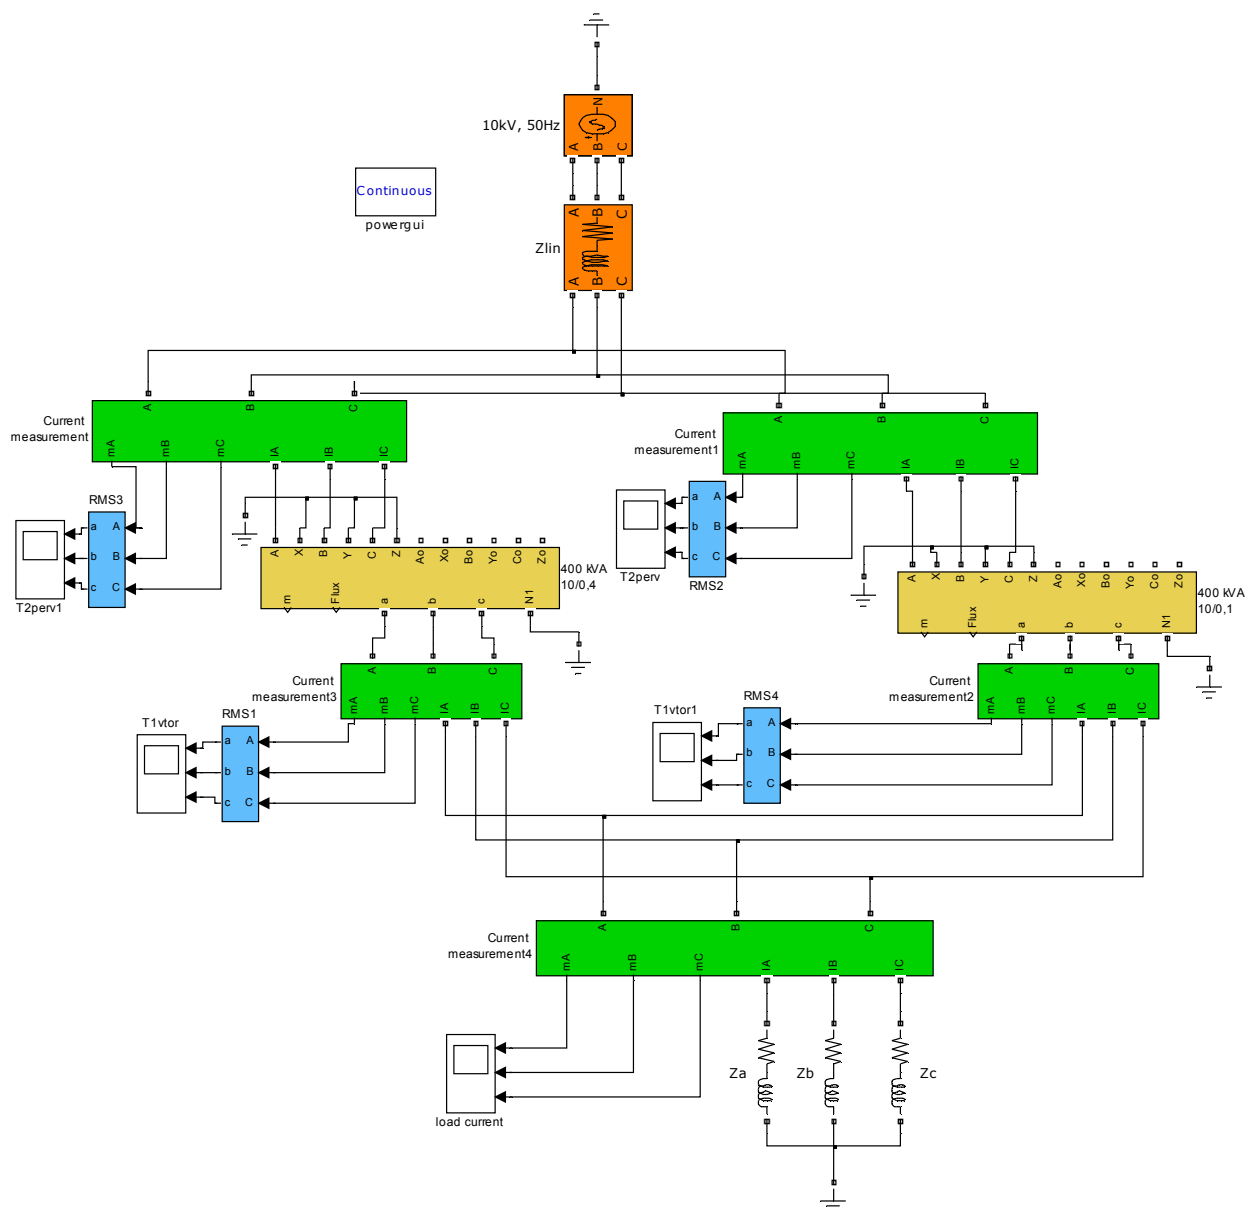 N
10kV, 50Hz
A
B
C
Continuous
powergui
A
B
C
Zlin
A
B
C
A
B
C
Current
measurement
mA
mB
mC
IA
IB
IC
A
B
C
Current
measurement1
mA
mB
mC
IA
IB
IC
RMS3
a
A
b
B
c
C
T2perv1
a
A
b
B
c
C
T2perv
RMS2
A
X
B
Y
C
Z
Ao
Xo
Bo
Yo
Co
Zo
400 kVA
10/0,4
m
Flux
a
b
c
N1
A
X
B
Y
C
Z
Ao
Xo
Bo
Yo
Co
Zo
400 kVA
10/0,1
m
Flux
a
b
c
N1
A
B
C
Current
measurement3
mA
mB
mC
IA
IB
IC
A
B
C
Current
measurement2
mA
mB
mC
IA
IB
IC
T1vtor
RMS1
a
A
b
B
c
C
T1vtor1
RMS4
a
A
b
B
c
C
A
B
C
Current
measurement4
mA
mB
mC
IA
IB
IC
Za
Zb
Zc
load current